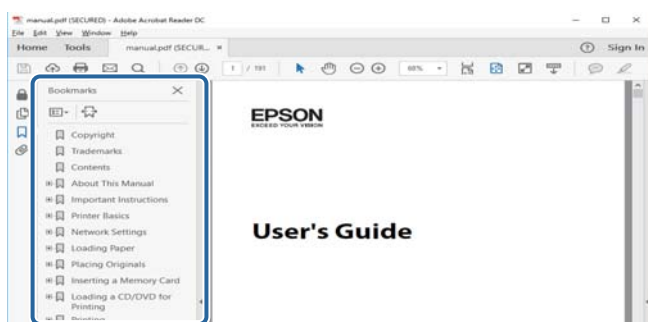 manual.pdf (SECURED) - Adobe Acrobat Reader DC
File Edit View Window Help
Home Tools manual.pdf (SECUR... × Sign In
1 / 191 68%
Bookmarks
Copyright
Trademarks
Contents
About This Manual
Important Instructions
Printer Basics
Network Settings
Loading Paper
Placing Originals
Inserting a Memory Card
Loading a CD/DVD for
Printing
Printing
EPSON
EXCEED YOUR VISION
User's Guide